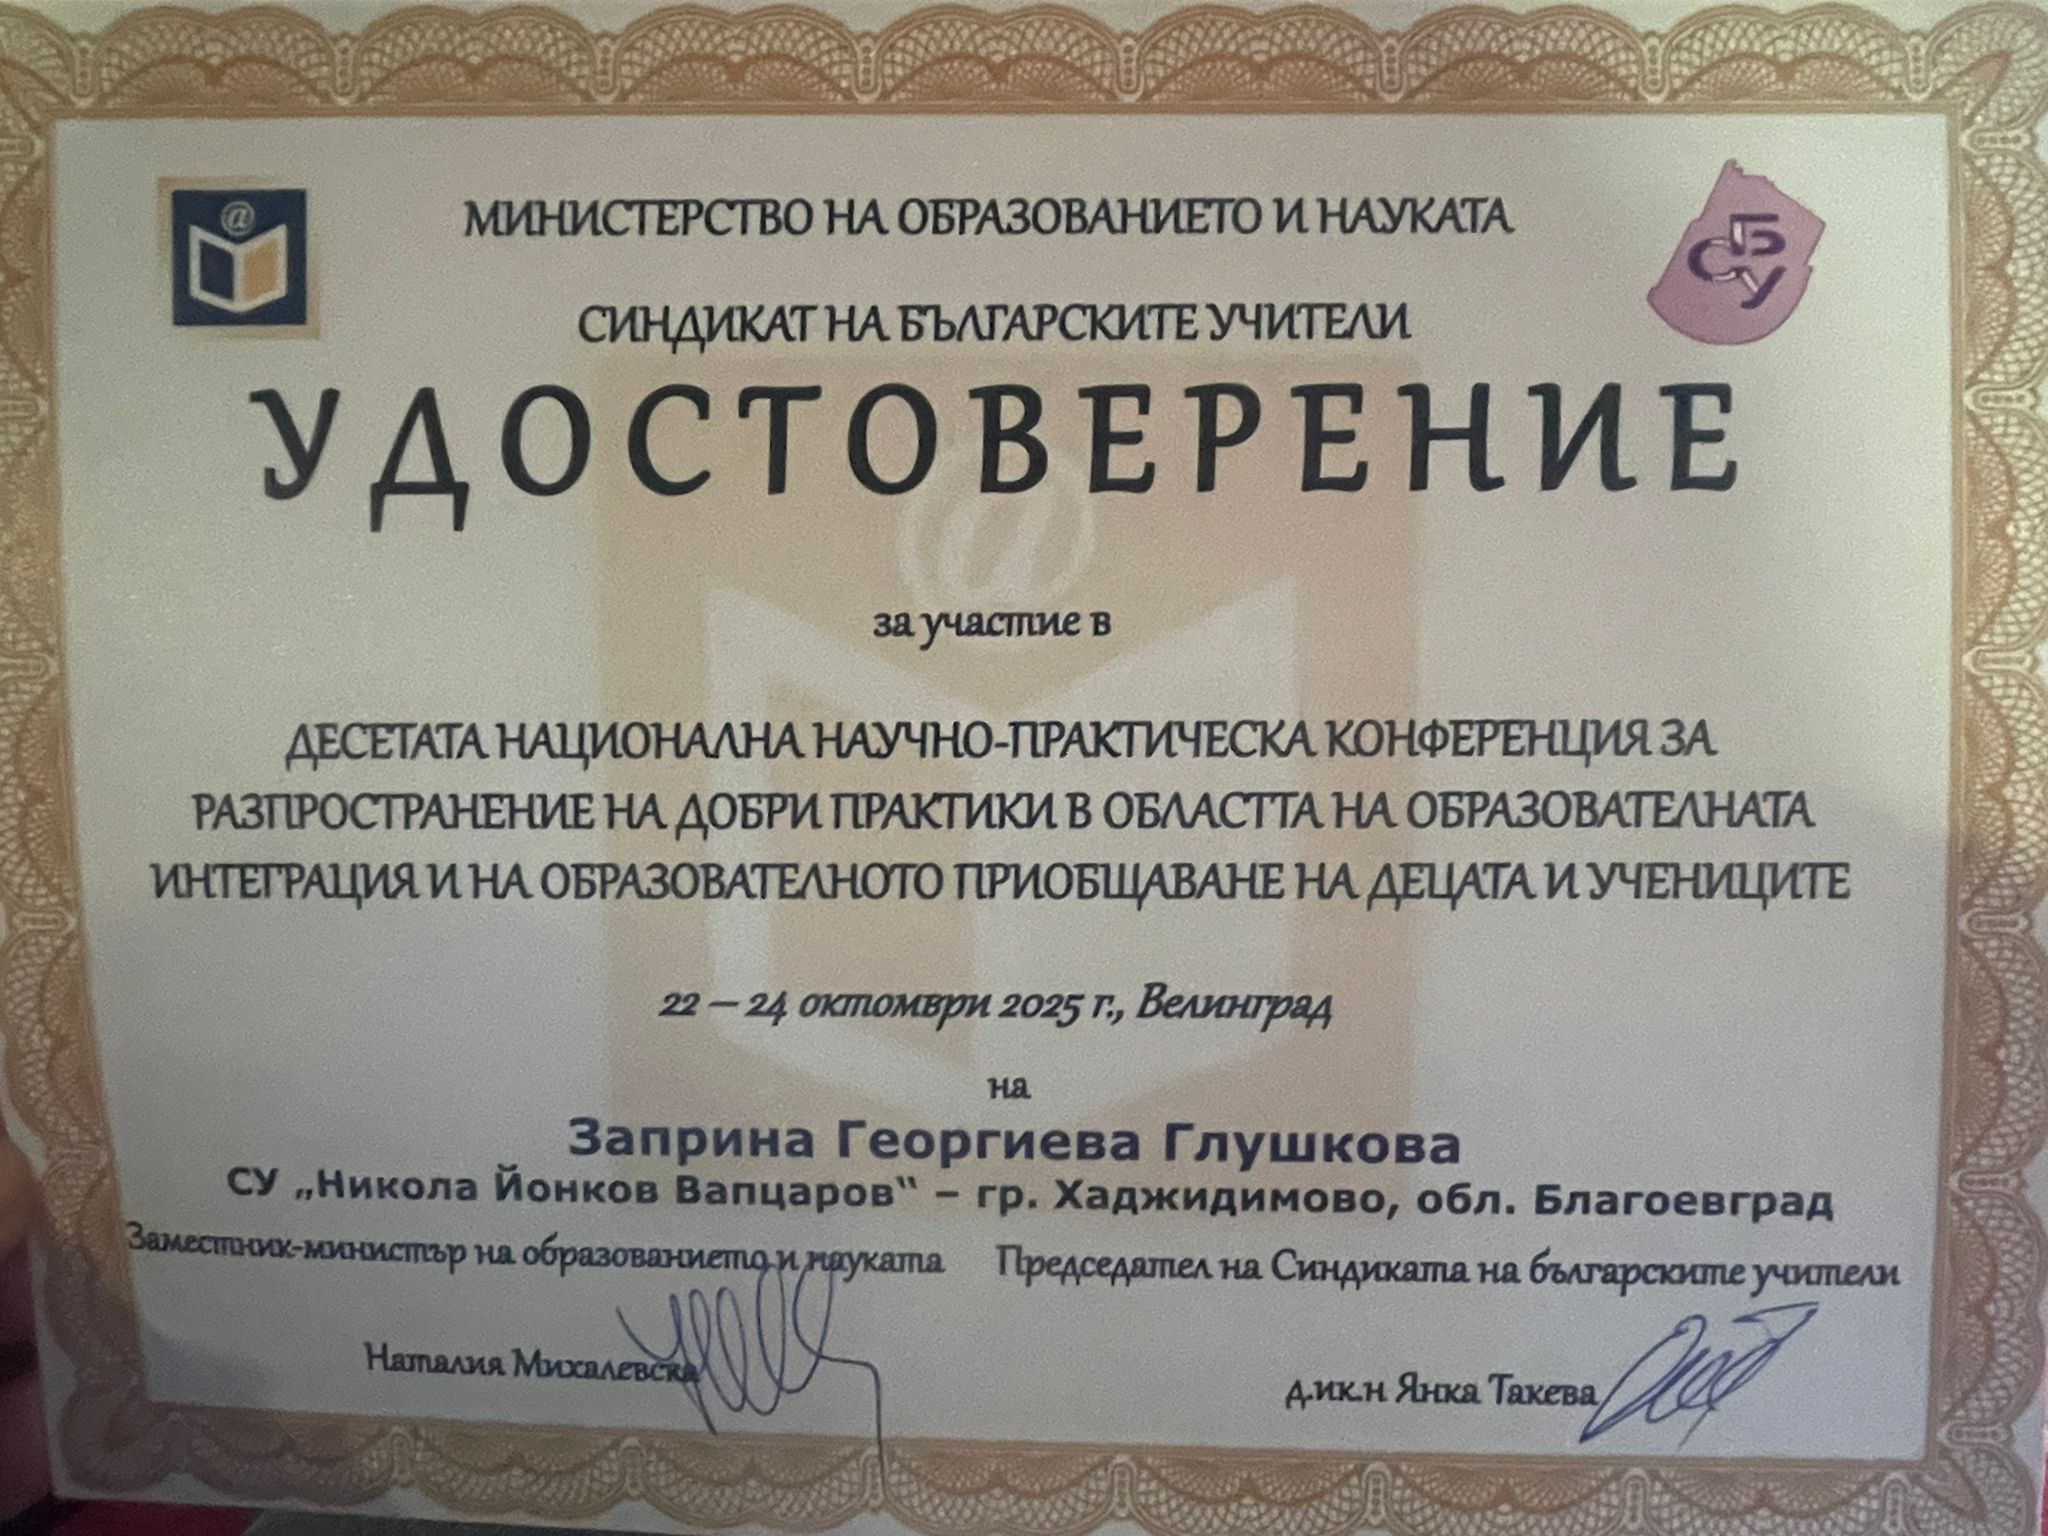 @
МИНИСТЕРСТВО НА ОБРАЗОВАНИЕТО И НАУКАТА
СБУ
СИНДИКАТ НА БЪЛГАРСКИТЕ УЧИТЕЛИ
УДОСТОВЕРЕНИЕ
@
за участие в
ДЕСЕТАТА НАЦИОНАЛНА НАУЧНО-ПРАКТИЧЕСКА КОНФЕРЕНЦИЯ ЗА
РАЗПРОСТРАНЕНИЕ НА ДОБРИ ПРАКТИКИ В ОБЛАСТТА НА ОБРАЗОВАТЕЛНАТА
ИНТЕГРАЦИЯ И НА ОБРАЗОВАТЕЛНОТО ПРИОБЩАВАНЕ НА ДЕЦАТА И УЧЕНИЦИТЕ
22 – 24 октомври 2025 г., Велинград
на
Заприна Георгиева Глушкова
СУ „Никола Йонков Вапцаров“ – гр. Хаджидимово, обл. Благоевград
Заместник-министър на образованието и науката
Председател на Синдиката на българските учители
Наталия Михалевска
д.ик.н Янка Такева